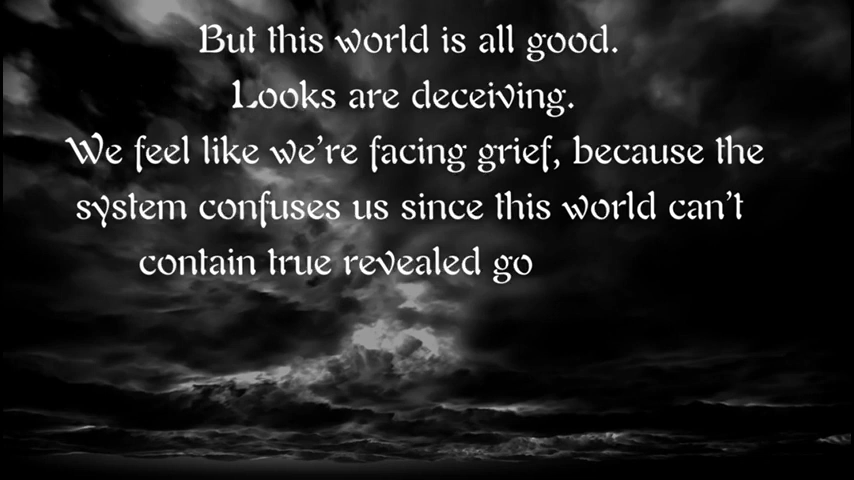 But this world is all good.
Looks are deceiving.
We feel like we're facing grief, because the
system confuses us since this world can't
contain true revealed go